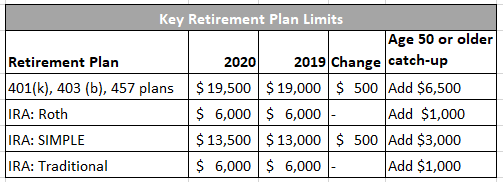 Key Retirement Plan Limits
Age 50 or older
Retirement Plan 2020 2019 Change catch-up
401(k), 403 (b), 457 plans $ 19,500 $ 19,000 $ 500 Add $6,500
IRA: Roth $ 6,000 $ 6,000 - Add $1,000
IRA: SIMPLE $ 13,500 $ 13,000 $ 500 Add $3,000
IRA: Traditional $ 6,000 $ 6,000 - Add $1,000